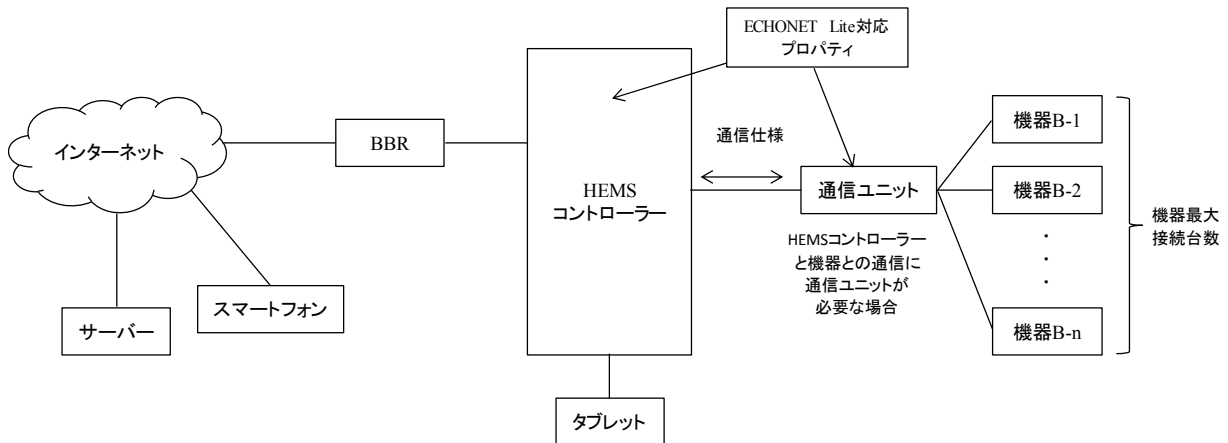 ECHONET Lite対応
プロパティ
インターネット
BBR
HEMS
コントローラー
通信仕様
通信ユニット
HEMSコントローラー
と機器との通信に
通信ユニットが
必要な場合
機器B-1
機器B-2
・
・
・
機器B-n
機器最大
接続台数
サーバー
スマートフォン
タブレット